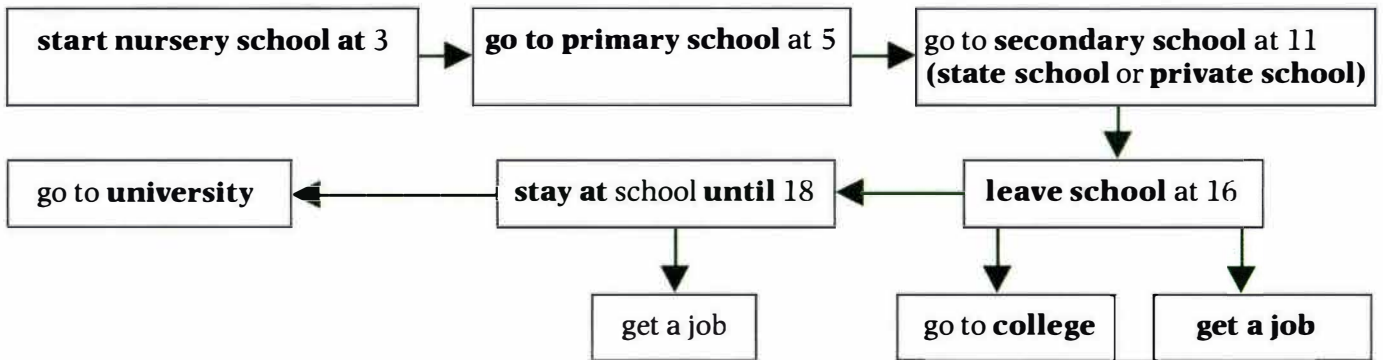 start nursery school at 3
go to primary school at 5
go to secondary school at 11
(state school or private school)
go to university
stay at school until 18
leave school at 16
get a job
go to college
get a job